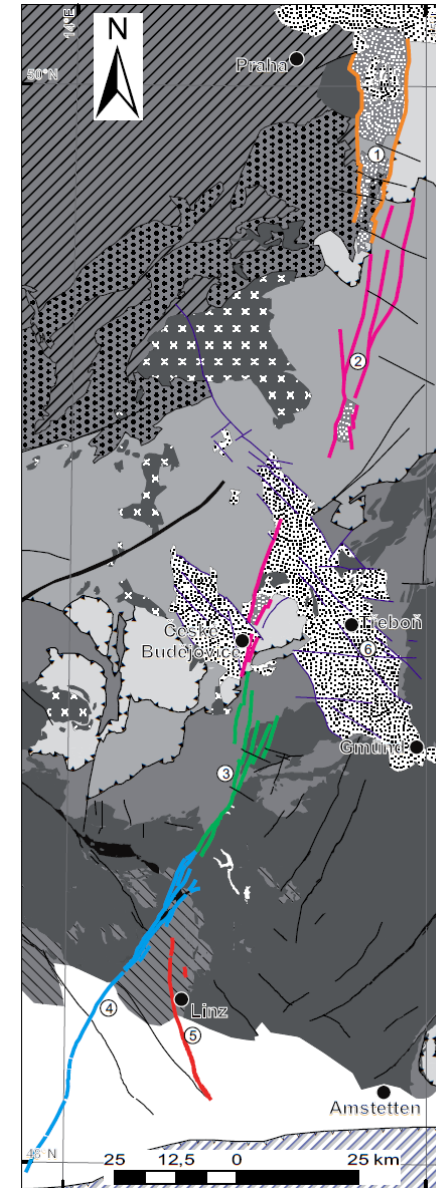 14°E
N
Praha
50°N
1
2
Třeboň
České
Budějovice
6
Gmünd
3
4
Linz
5
Amstetten
48°N
25 12,5 0 25 km